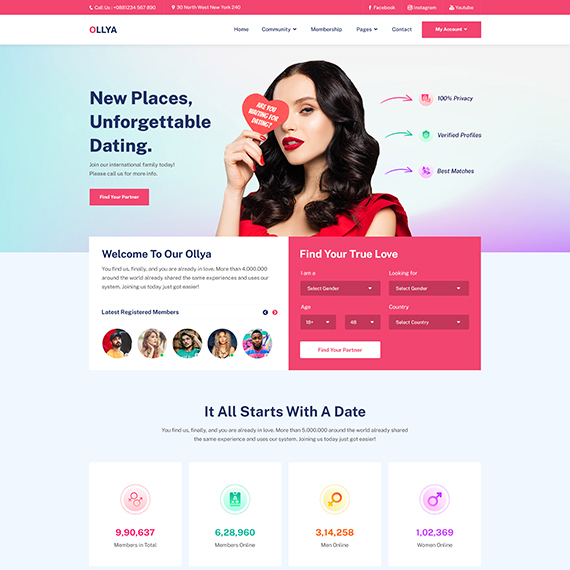 Call Us : +0881234 567 890
30 North West New York 240
Facebook
Instagram
Youtube
OLLYA
Home
Community
Membership
Pages
Contact
My Account
New Places,
Unforgettable
Dating.
Join our international family today!
Please call us for more info.
Find Your Partner
ARE YOU
WAITING FOR
DATING?
100% Privacy
Verified Profiles
Best Matches
Welcome To Our Ollya
You find us, finally, and you are already in love. More than 4.000.000
around the world already shared the same experiences and uses our
system. Joining us today just got easier!
Latest Registered Members
Find Your True Love
I am a
Looking for
Select Gender
Select Gender
Age
Country
18+
48
Select Country
Find Your Partner
It All Starts With A Date
You find us, finally, and you are already in love. More than 5.000.000 around the world already shared
the same experience and uses our system. Joining us today just got easier!
9,90,637
Members in Total
6,28,960
Members Online
3,14,258
Men Online
1,02,369
Women Online